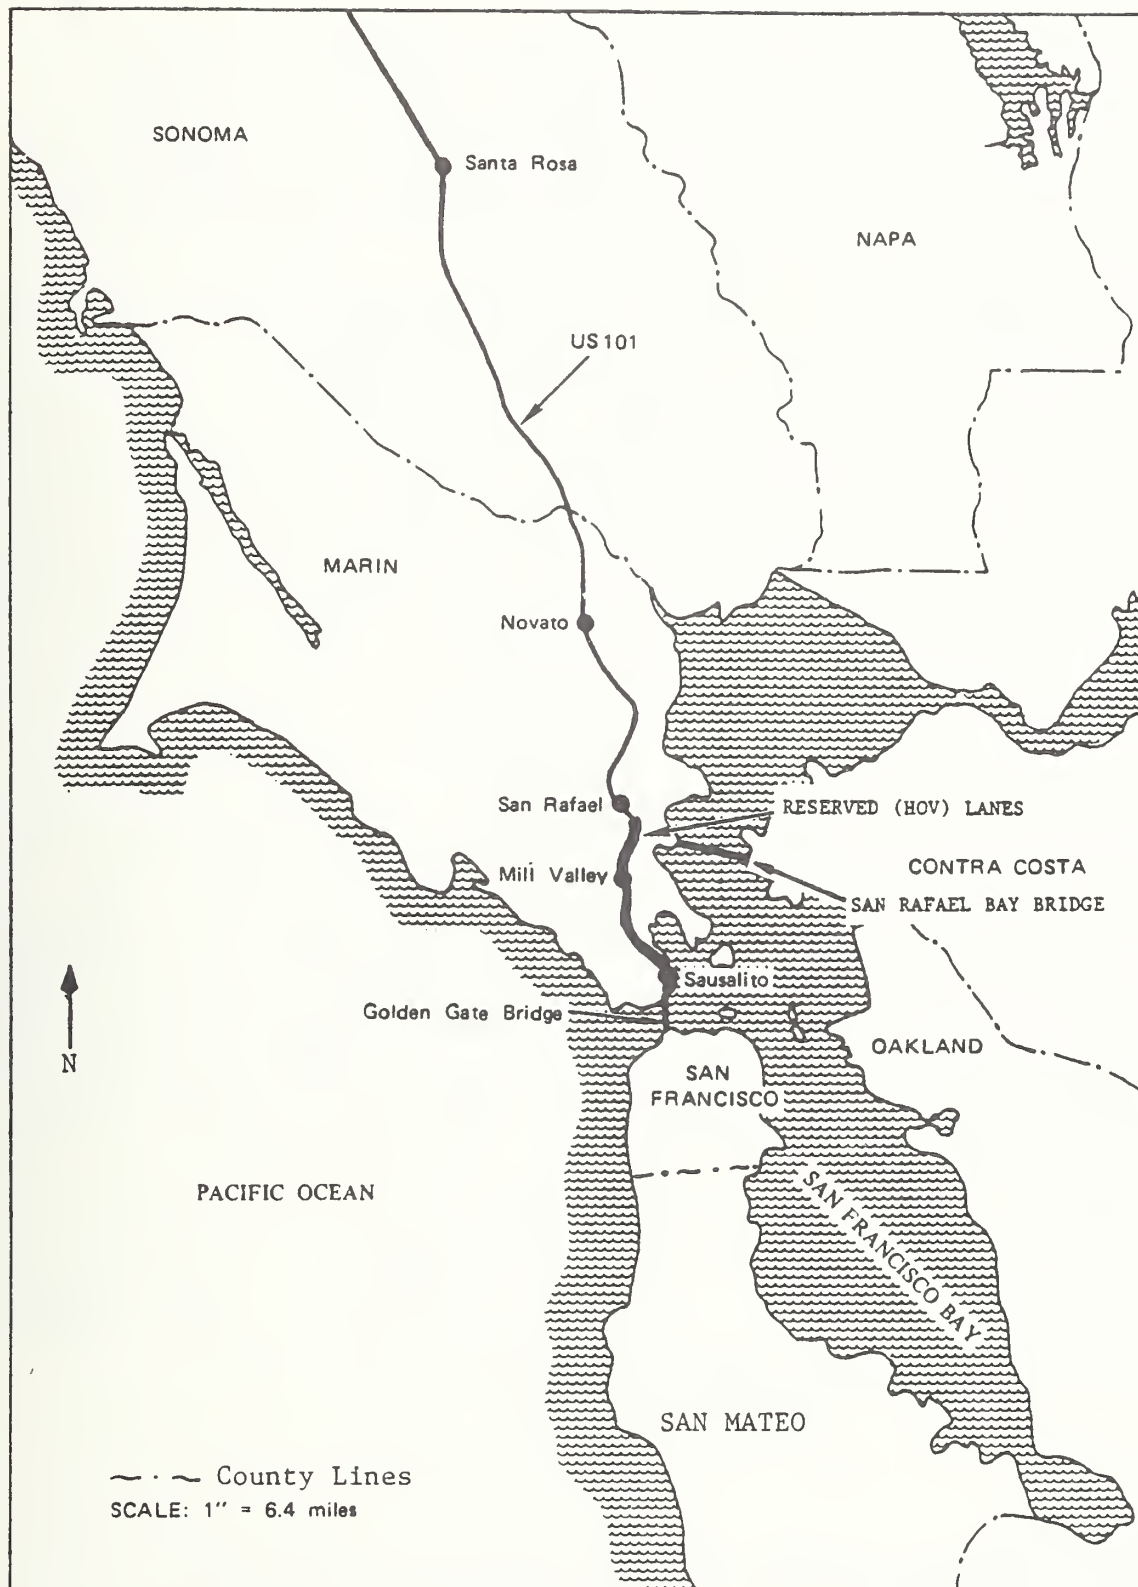 SONOMA
Santa Rosa
NAPA
US 101
MARIN
Novato
San Rafael
RESERVED (HOV) LANES
Mill Valley
CONTRA COSTA
SAN RAFAEL BAY BRIDGE
Sausalito
Golden Gate Bridge
N
OAKLAND
SAN
FRANCISCO
PACIFIC OCEAN
SAN FRANCISCO BAY
SAN MATEO
County Lines
SCALE: 1" = 6.4 miles